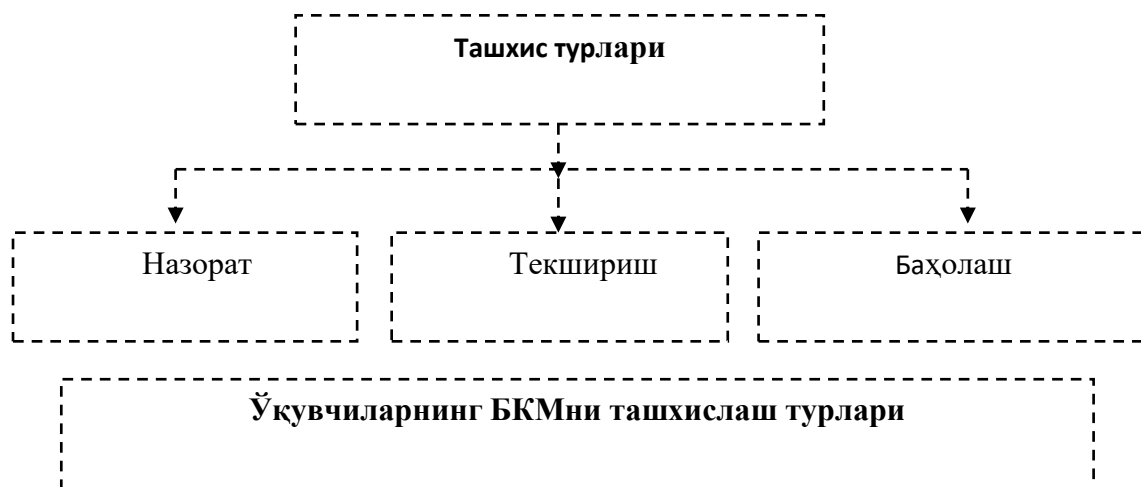 Ташхис турлари
Назорат
Текшириш
Баҳолаш
Ўқувчиларнинг БКМни ташхислаш турлари